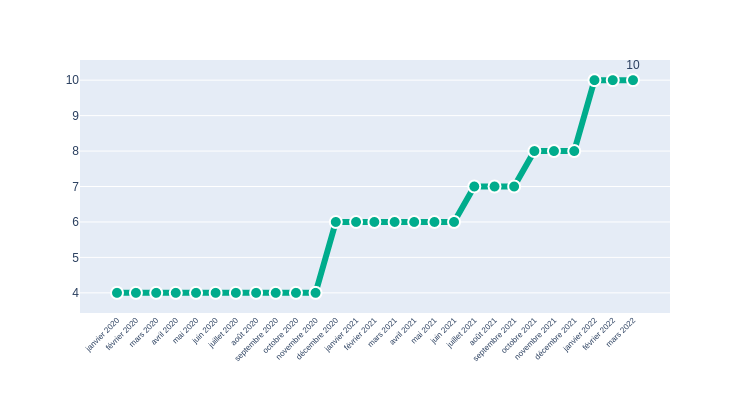 10
10
9
8
7
6
5
4
janvier 2020
février 2020
mars 2020
avril 2020
mai 2020
juin 2020
juillet 2020
août 2020
septembre 2020
octobre 2020
novembre 2020
décembre 2020
janvier 2021
février 2021
mars 2021
avril 2021
mai 2021
juin 2021
juillet 2021
août 2021
septembre 2021
octobre 2021
novembre 2021
décembre 2021
janvier 2022
février 2022
mars 2022